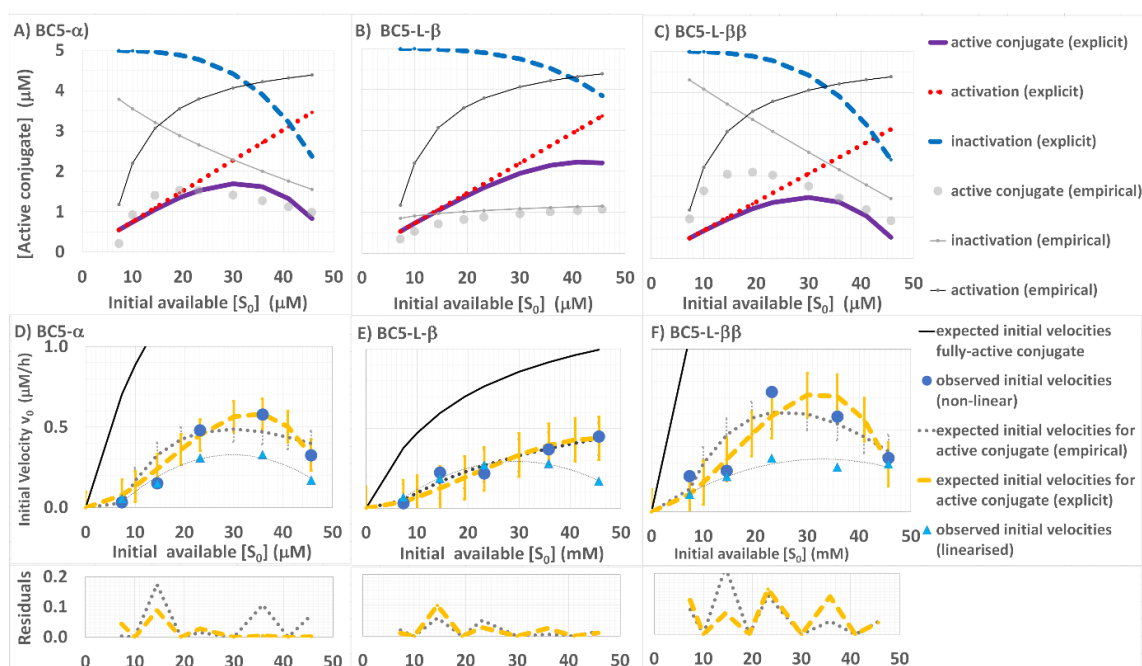 A) BC5-α)
B) BC5-L-β
C) BC5-L-ββ
[Active conjugate] (μM)
5
4
3
2
1
0
0 10 20 30 40 50
0 10 20 30 40 50
0 10 20 30 40 50
Initial available [S₀] (μM)
Initial available [S₀] (μM)
Initial available [S₀] (μM)
active conjugate (explicit)
activation (explicit)
inactivation (explicit)
active conjugate (empirical)
inactivation (empirical)
activation (empirical)
D) BC5-α
E) BC5-L-β
F) BC5-L-ββ
Initial Velocity v₀ (μM/h)
1.0
0.5
0.0
0 10 20 30 40 50
0 10 20 30 40 50
0 10 20 30 40 50
Initial available [S₀] (μM)
Initial available [S₀] (mM)
Initial available [S₀] (mM)
expected initial velocities
fully-active conjugate
observed initial velocities
(non-linear)
expected initial velocities for
active conjugate (empirical)
expected initial velocities for
active conjugate (explicit)
observed initial velocities
(linearised)
Residuals
0.2
0.1
0.0
0 10 20 30 40 50
0 10 20 30 40 50
0 10 20 30 40 50